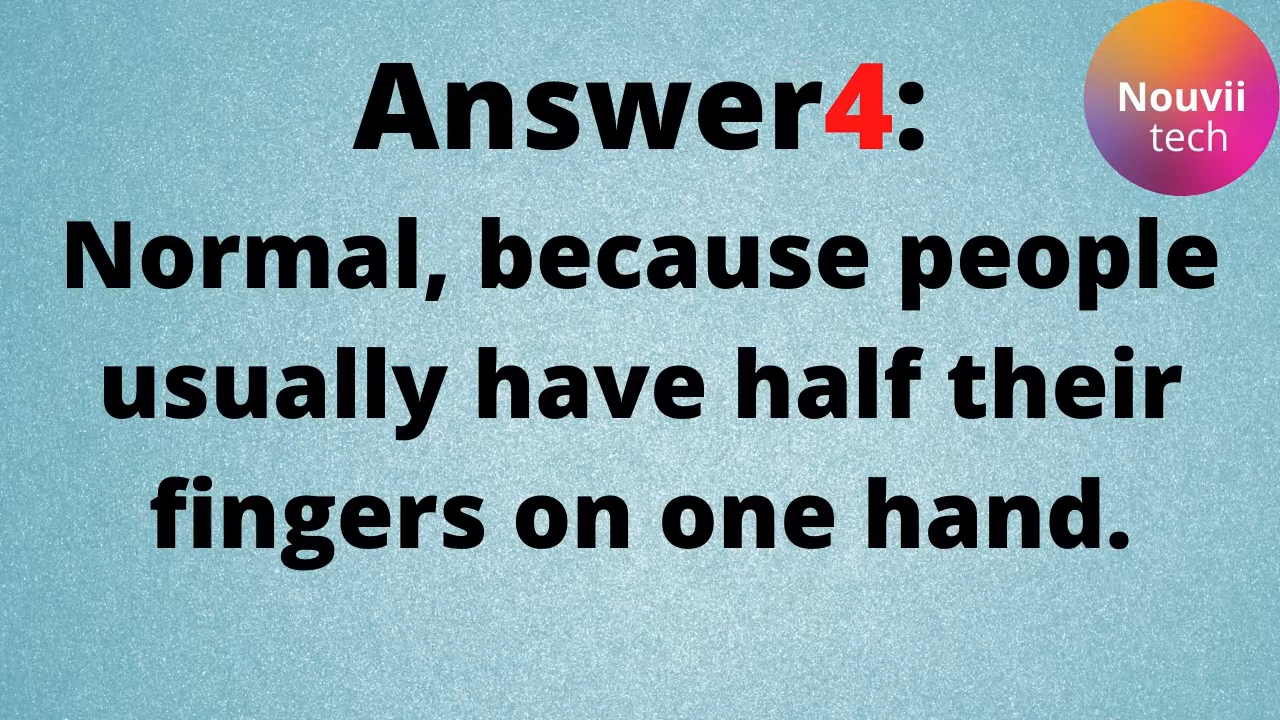 Answer4:
Nouvii
tech
Normal, because people
usually have half their
fingers on one hand.